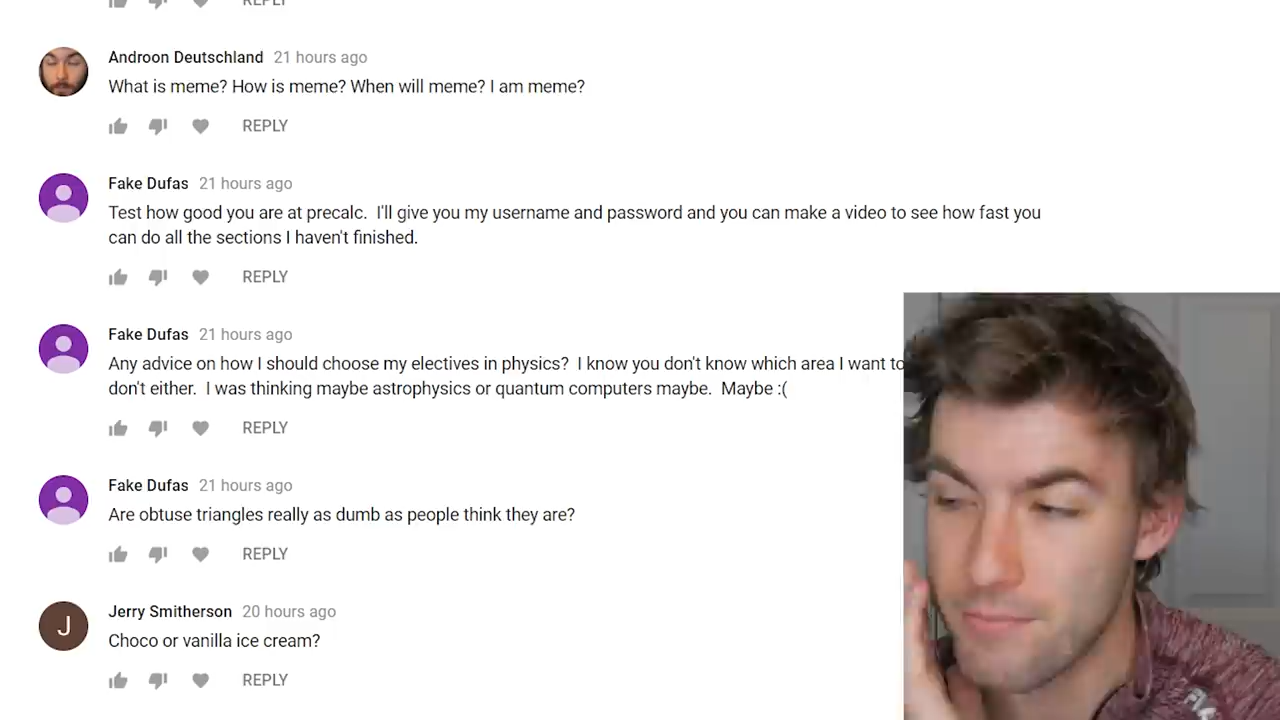 REPLY
Androon Deutschland 21 hours ago
What is meme? How is meme? When will meme? I am meme?
REPLY
Fake Dufas 21 hours ago
Test how good you are at precalc. I'll give you my username and password and you can make a video to see how fast you
can do all the sections I haven't finished.
REPLY
Fake Dufas 21 hours ago
Any advice on how I should choose my electives in physics? I know you don't know which area I want to
don't either. I was thinking maybe astrophysics or quantum computers maybe. Maybe :(
REPLY
Fake Dufas 21 hours ago
Are obtuse triangles really as dumb as people think they are?
REPLY
J
Jerry Smitherson 20 hours ago
Choco or vanilla ice cream?
REPLY